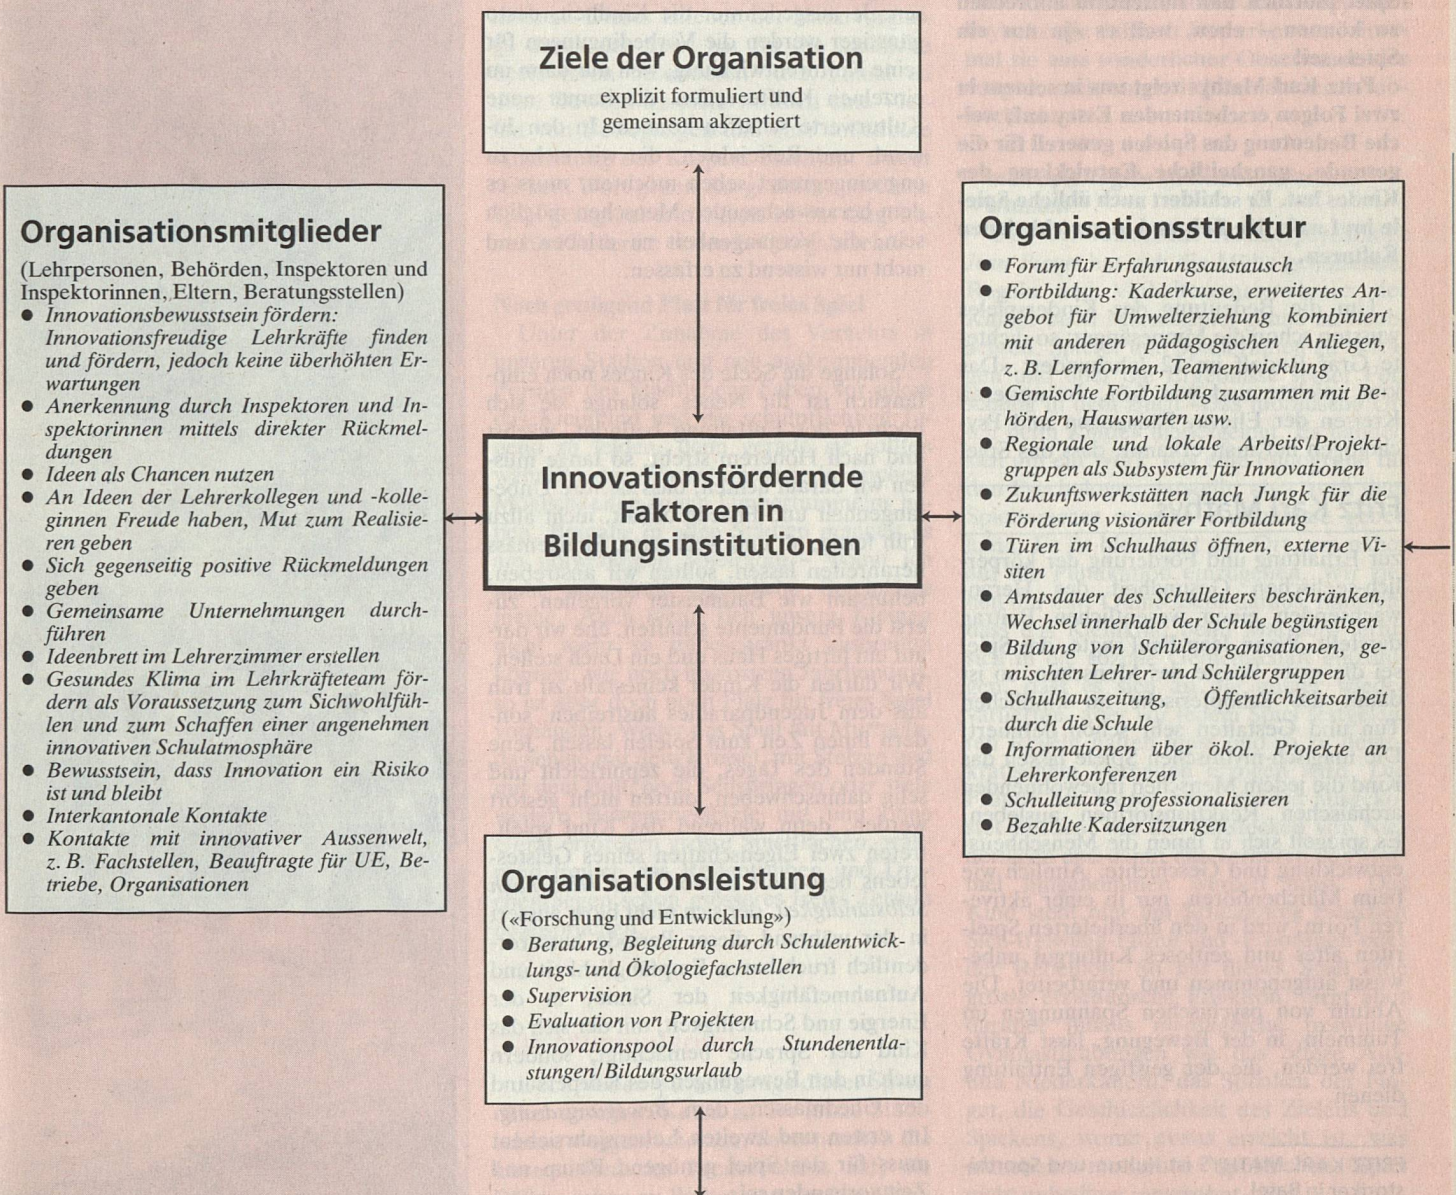 Ziele der Organisation
explizit formuliert und
gemeinsam akzeptiert
Organisationsmitglieder
(Lehrpersonen, Behörden, Inspektoren und
Inspektorinnen, Eltern, Beratungsstellen)
● Innovationsbewusstsein fördern:
Innovationsfreudige Lehrkräfte finden
und fördern, jedoch keine überhöhten Er-
wartungen
● Anerkennung durch Inspektoren und In-
spektorinnen mittels direkter Rückmel-
dungen
● Ideen als Chancen nutzen
● An Ideen der Lehrerkollegen und -kolle-
ginnen Freude haben, Mut zum Realisie-
ren geben
● Sich gegenseitig positive Rückmeldungen
geben
● Gemeinsame Unternehmungen durch-
führen
● Ideenbrett im Lehrerzimmer erstellen
● Gesundes Klima im Lehrkräfteteam för-
dern als Voraussetzung zum Sichwohlfüh-
len und zum Schaffen einer angenehmen
innovativen Schulatmosphäre
● Bewusstsein, dass Innovation ein Risiko
ist und bleibt
● Interkantonale Kontakte
● Kontakte mit innovativer Aussenwelt,
z. B. Fachstellen, Beauftragte für UE, Be-
triebe, Organisationen
Innovationsfördernde
Faktoren in
Bildungsinstitutionen
Organisationsstruktur
● Forum für Erfahrungsaustausch
● Fortbildung: Kaderkurse, erweitertes An-
gebot für Umwelterziehung kombiniert
mit anderen pädagogischen Anliegen,
z. B. Lernformen, Teamentwicklung
● Gemischte Fortbildung zusammen mit Be-
hörden, Hauswarten usw.
● Regionale und lokale Arbeits/Projekt-
gruppen als Subsystem für Innovationen
● Zukunftswerkstätten nach Jungk für die
Förderung visionärer Fortbildung
● Türen im Schulhaus öffnen, externe Vi-
siten
● Amtsdauer des Schulleiters beschränken,
Wechsel innerhalb der Schule begünstigen
● Bildung von Schülerorganisationen, ge-
mischten Lehrer- und Schülergruppen
● Schulhauszeitung, Öffentlichkeitsarbeit
durch die Schule
● Informationen über ökol. Projekte an
Lehrerkonferenzen
● Schulleitung professionalisieren
● Bezahlte Kadersitzungen
Organisationsleistung
(«Forschung und Entwicklung»)
● Beratung, Begleitung durch Schulentwick-
lungs- und Ökologiefachstellen
● Supervision
● Evaluation von Projekten
● Innovationspool durch Stundenentla-
stungen/Bildungsurlaub